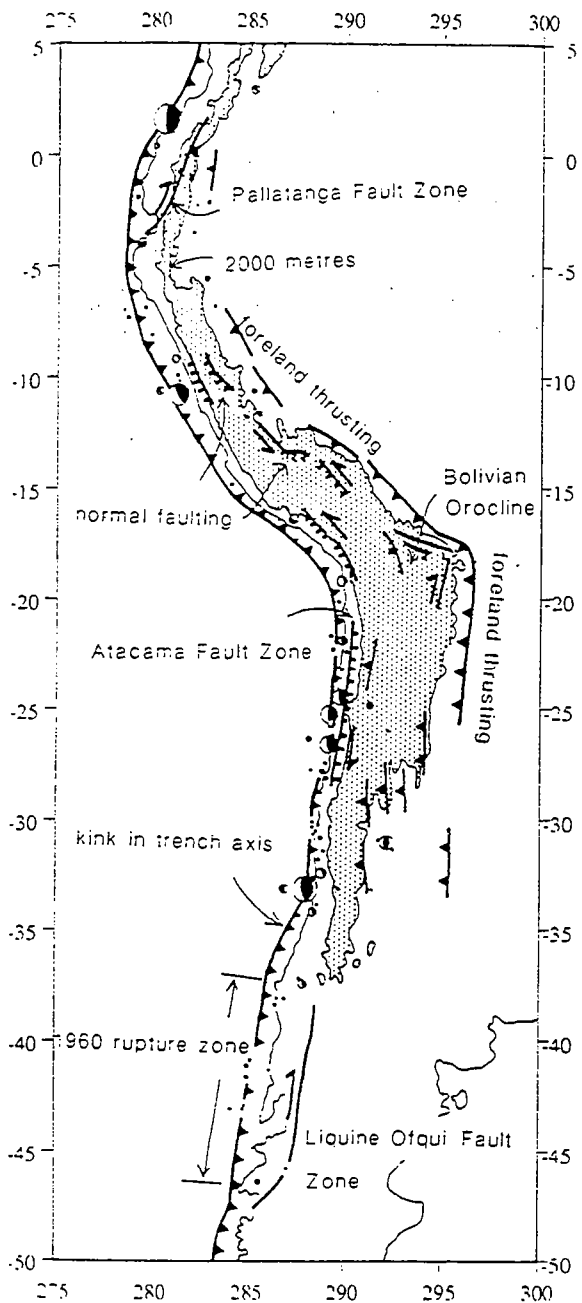 275 280 285 290 295 300
5 5
0 0
Pallatanga Fault Zone
-5 -5
2000 metres
foreland thrusting
-10 -10
Bolivian
Orocline
-15 -15
normal faulting
foreland thrusting
-20 -20
Atacama Fault Zone
-25 -25
-30 -30
kink in trench axis
-35 -35
-40 -40
1960 rupture zone
-45 -45
Liquine Ofqui Fault
Zone
-50 -50
275 280 285 290 295 300